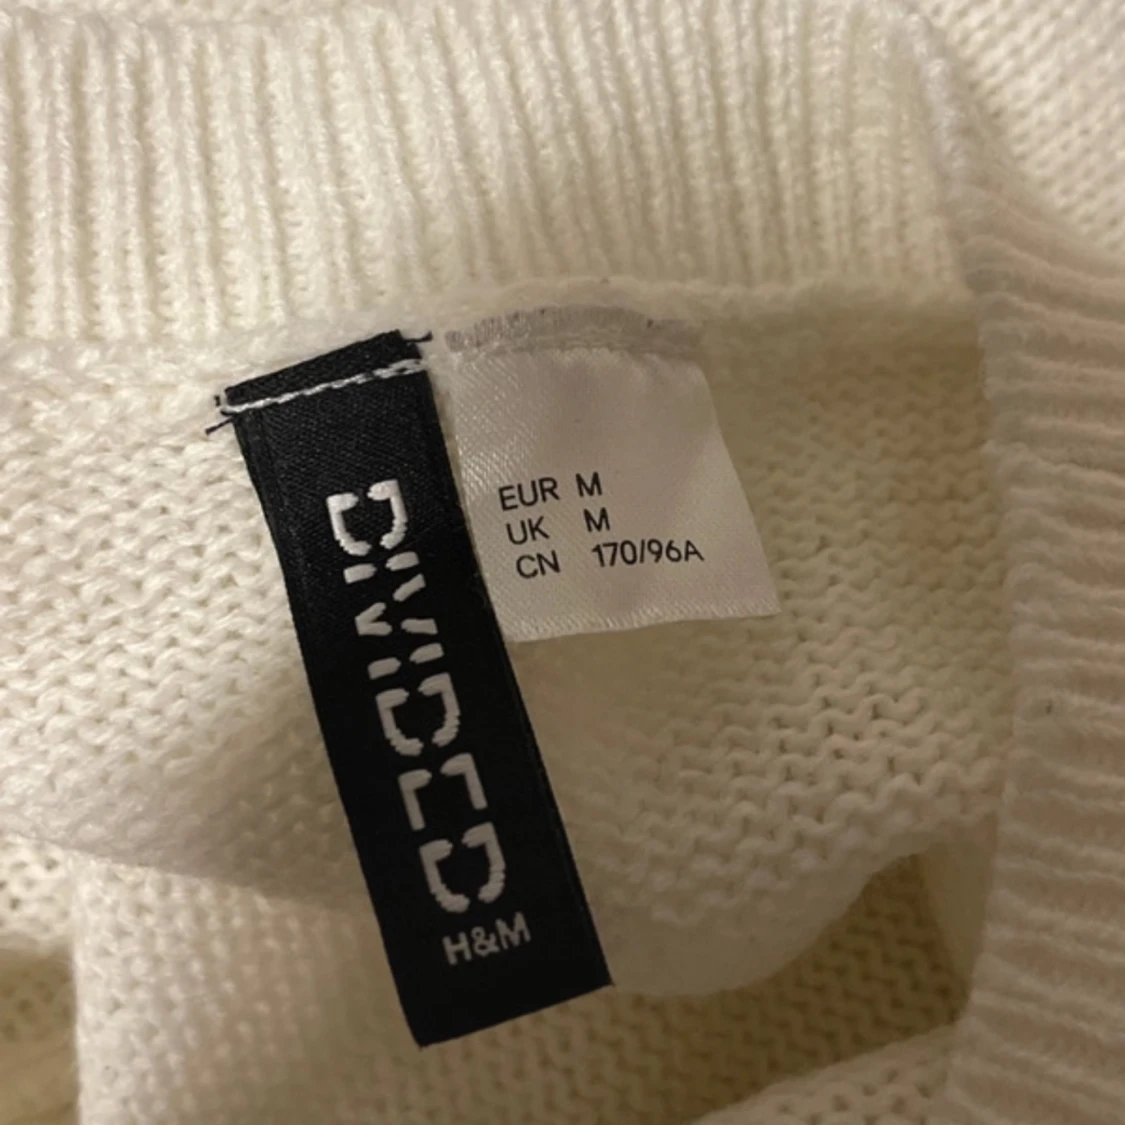 DIVIDED
H&M
EUR M
UK M
CN 170/96A